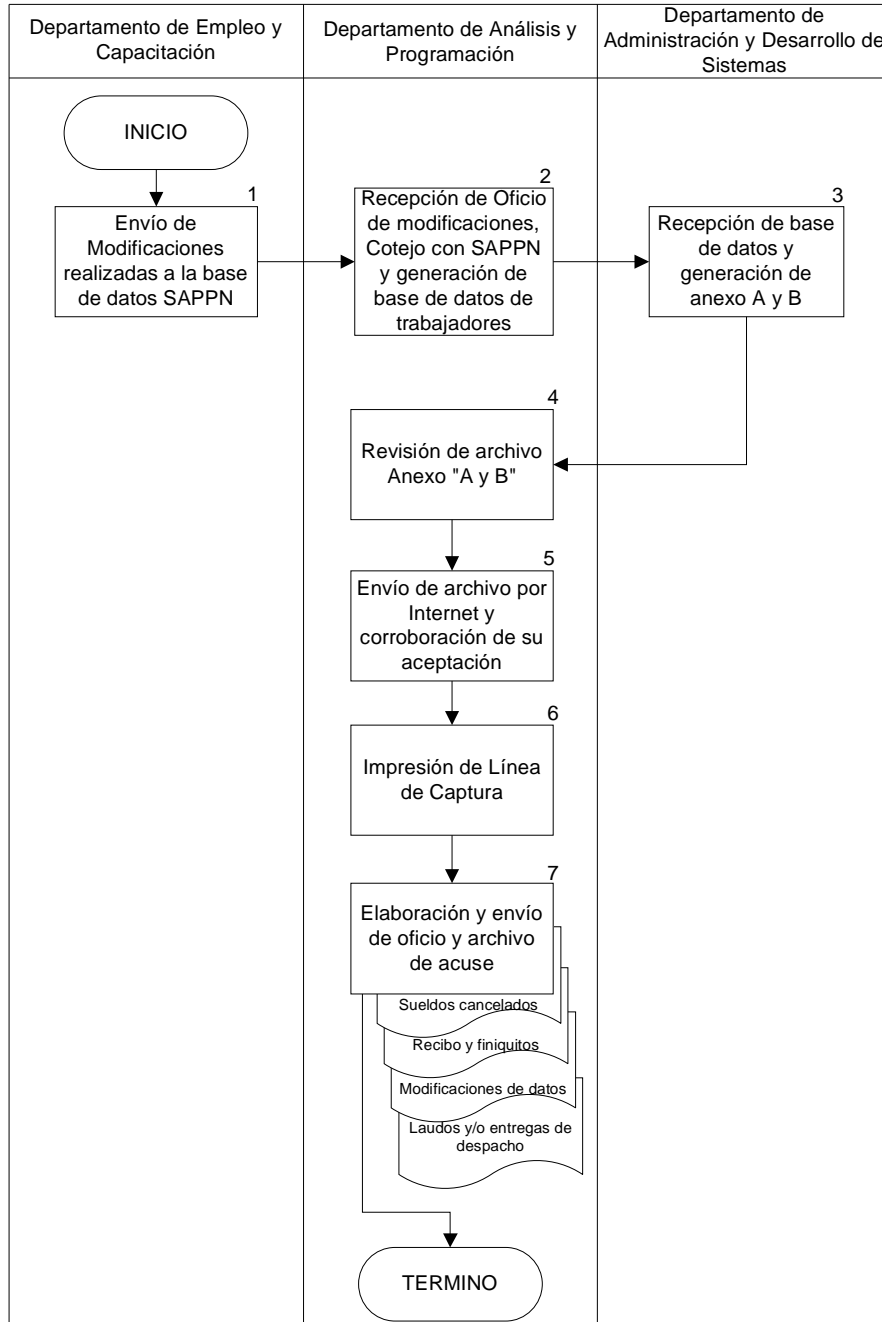 Departamento de Empleo y
Capacitación
Departamento de Análisis y
Programación
Departamento de
Administración y Desarrollo de
Sistemas
INICIO
1
Envío de
Modificaciones
realizadas a la base
de datos SAPPN
2
Recepción de Oficio
de modificaciones,
Cotejo con SAPPN
y generación de
base de datos de
trabajadores
3
Recepción de base
de datos y
generación de
anexo A y B
4
Revisión de archivo
Anexo "A y B"
5
Envío de archivo por
Internet y
corroboración de su
aceptación
6
Impresión de Línea
de Captura
7
Elaboración y envío
de oficio y archivo
de acuse
Sueldos cancelados
Recibo y finiquitos
Modificaciones de datos
Laudos y/o entregas de
despacho
TERMINO